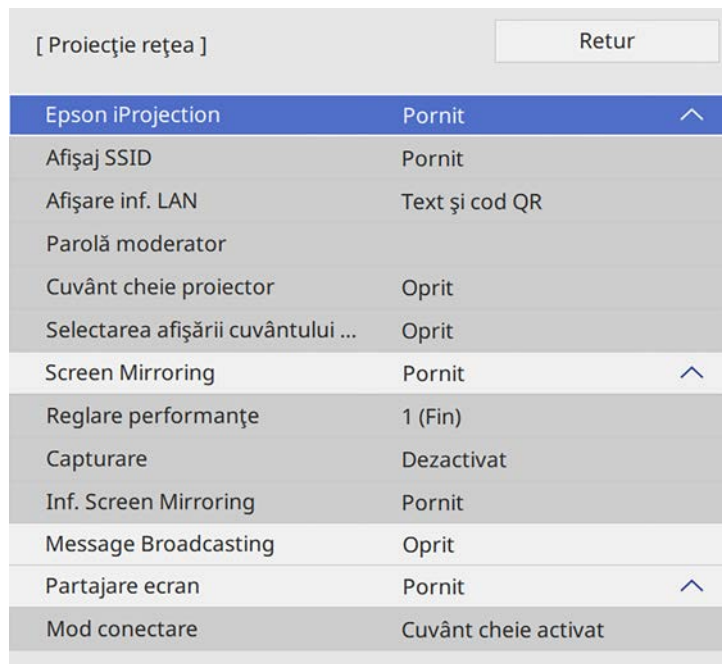 [ Proiecţie reţea ] Retur
Epson iProjection Pornit
Afişaj SSID Pornit
Afişare inf. LAN Text şi cod QR
Parolă moderator
Cuvânt cheie proiector Oprit
Selectarea afişării cuvântului ... Oprit
Screen Mirroring Pornit
Reglare performanţe 1 (Fin)
Capturare Dezactivat
Inf. Screen Mirroring Pornit
Message Broadcasting Oprit
Partajare ecran Pornit
Mod conectare Cuvânt cheie activat